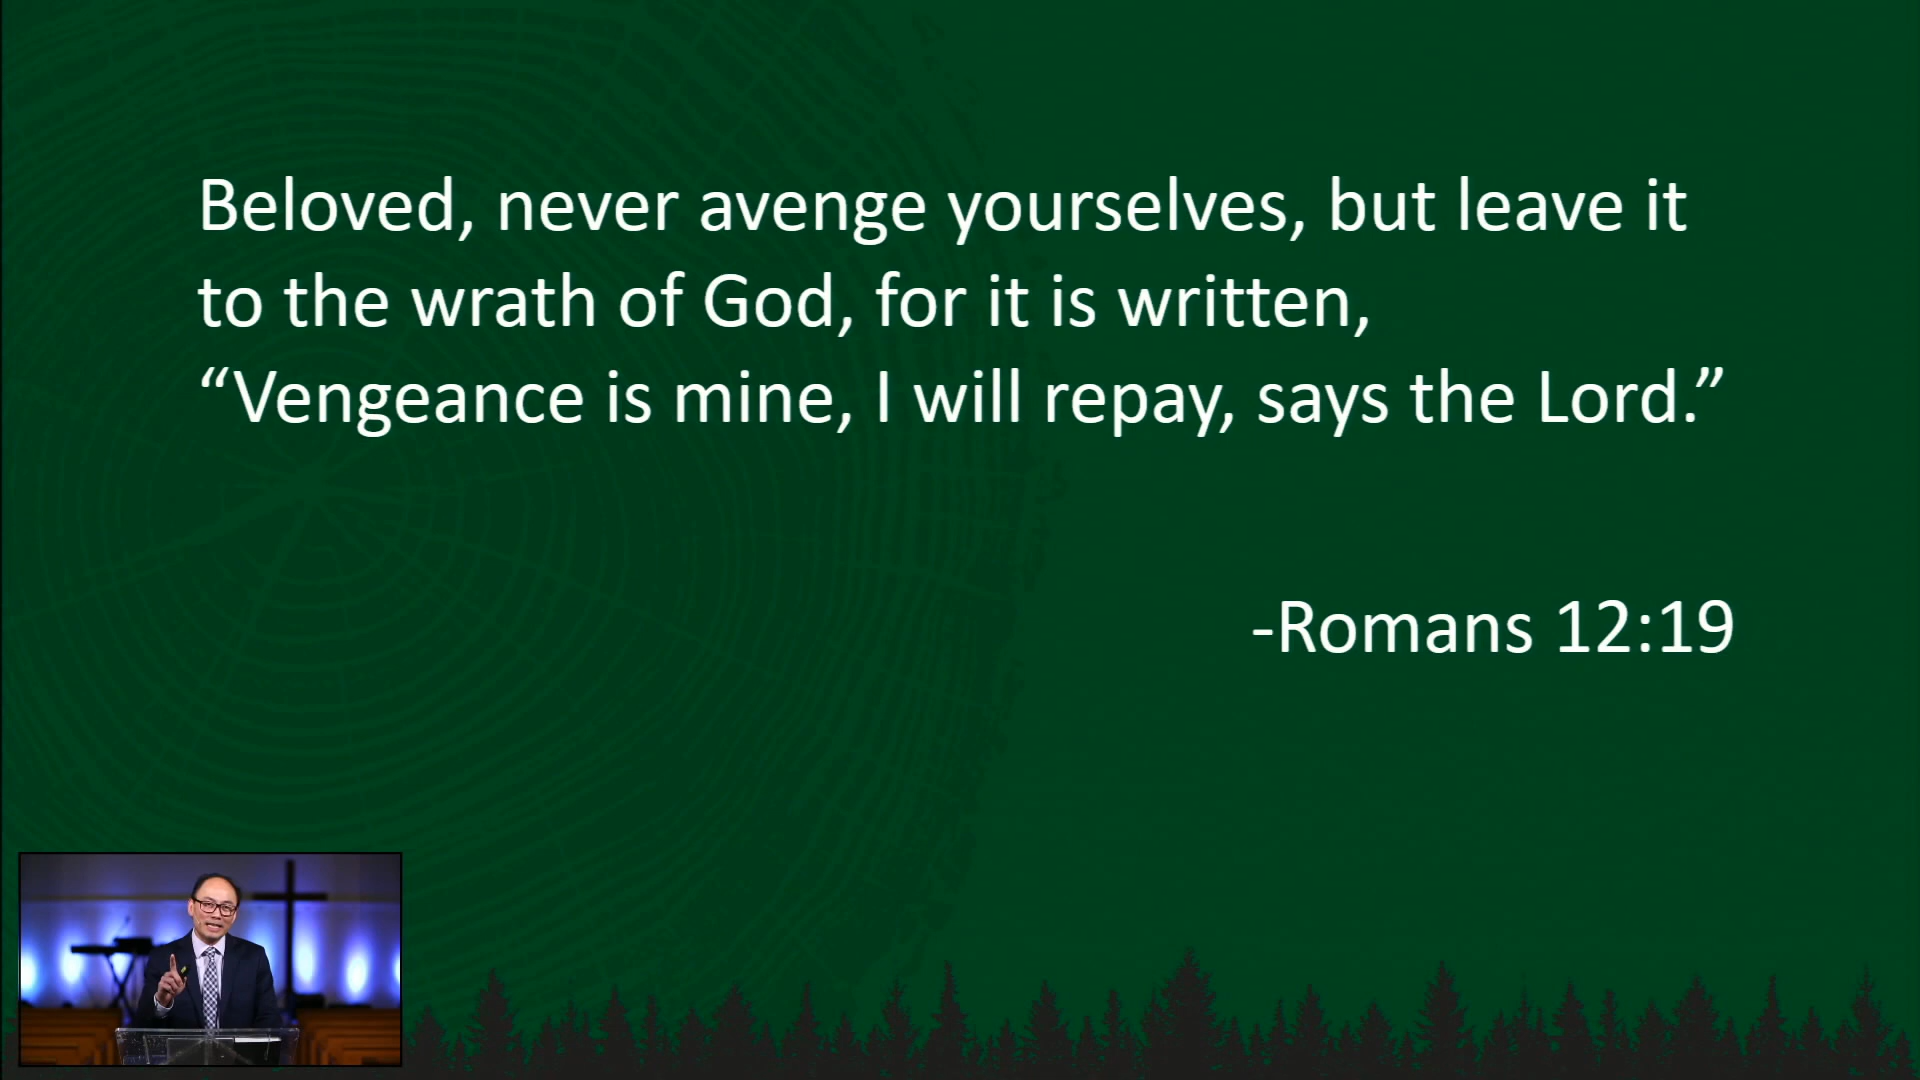 Beloved, never avenge yourselves, but leave it
to the wrath of God, for it is written,
“Vengeance is mine, I will repay, says the Lord.”
-Romans 12:19